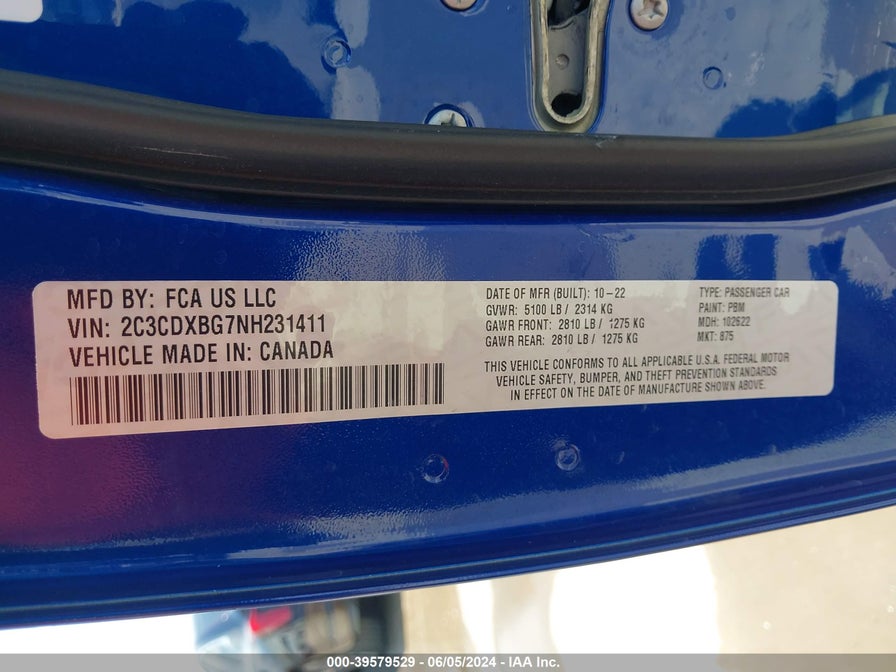 MFD BY: FCA US LLC
VIN: 2C3CDXBG7NH231411
VEHICLE MADE IN: CANADA
DATE OF MFR (BUILT): 10-22
GVWR: 5100 LB / 2314 KG
GAWR FRONT: 2810 LB / 1275 KG
GAWR REAR: 2810 LB / 1275 KG
TYPE: PASSENGER CAR
PAINT: PBM
MDH: 102622
MKT: 875
THIS VEHICLE CONFORMS TO ALL APPLICABLE U.S.A. FEDERAL MOTOR
VEHICLE SAFETY, BUMPER, AND THEFT PREVENTION STANDARDS
IN EFFECT ON THE DATE OF MANUFACTURE SHOWN ABOVE.
000-39579529 - 06/05/2024 - IAA Inc.